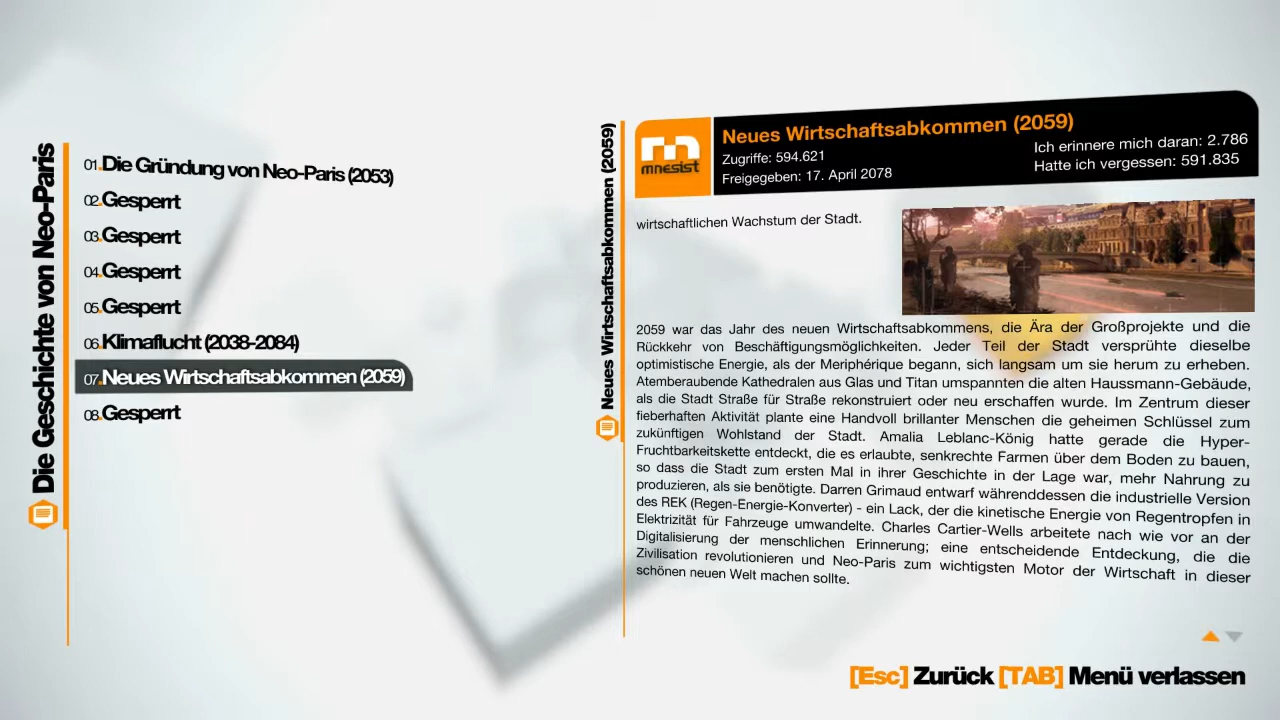 Die Geschichte von Neo-Paris
01.Die Gründung von Neo-Paris (2053)
02.Gesperrt
03.Gesperrt
04.Gesperrt
05.Gesperrt
06.Klimaflucht (2038-2084)
07.Neues Wirtschaftsabkommen (2059)
08.Gesperrt
Neues Wirtschaftsabkommen (2059)
mnesist
Neues Wirtschaftsabkommen (2059)
Zugriffe: 594.621
Freigegeben: 17. April 2078
Ich erinnere mich daran: 2.786
Hatte ich vergessen: 591.835
wirtschaftlichen Wachstum der Stadt.
2059 war das Jahr des neuen Wirtschaftsabkommens, die Ära der Großprojekte und die
Rückkehr von Beschäftigungsmöglichkeiten. Jeder Teil der Stadt versprühte dieselbe
optimistische Energie, als der Meriphérique begann, sich langsam um sie herum zu erheben.
Atemberaubende Kathedralen aus Glas und Titan umspannten die alten Haussmann-Gebäude,
als die Stadt Straße für Straße rekonstruiert oder neu erschaffen wurde. Im Zentrum dieser
fieberhaften Aktivität plante eine Handvoll brillanter Menschen die geheimen Schlüssel zum
zukünftigen Wohlstand der Stadt. Amalia Leblanc-König hatte gerade die Hyper-
Fruchtbarkeitskette entdeckt, die es erlaubte, senkrechte Farmen über dem Boden zu bauen,
so dass die Stadt zum ersten Mal in ihrer Geschichte in der Lage war, mehr Nahrung zu
produzieren, als sie benötigte. Darren Grimaud entwarf währenddessen die industrielle Version
des REK (Regen-Energie-Konverter) - ein Lack, der die kinetische Energie von Regentropfen in
Elektrizität für Fahrzeuge umwandelte. Charles Cartier-Wells arbeitete nach wie vor an der
Digitalisierung der menschlichen Erinnerung; eine entscheidende Entdeckung, die die
Zivilisation revolutionieren und Neo-Paris zum wichtigsten Motor der Wirtschaft in dieser
schönen neuen Welt machen sollte.
[Esc] Zurück [TAB] Menü verlassen